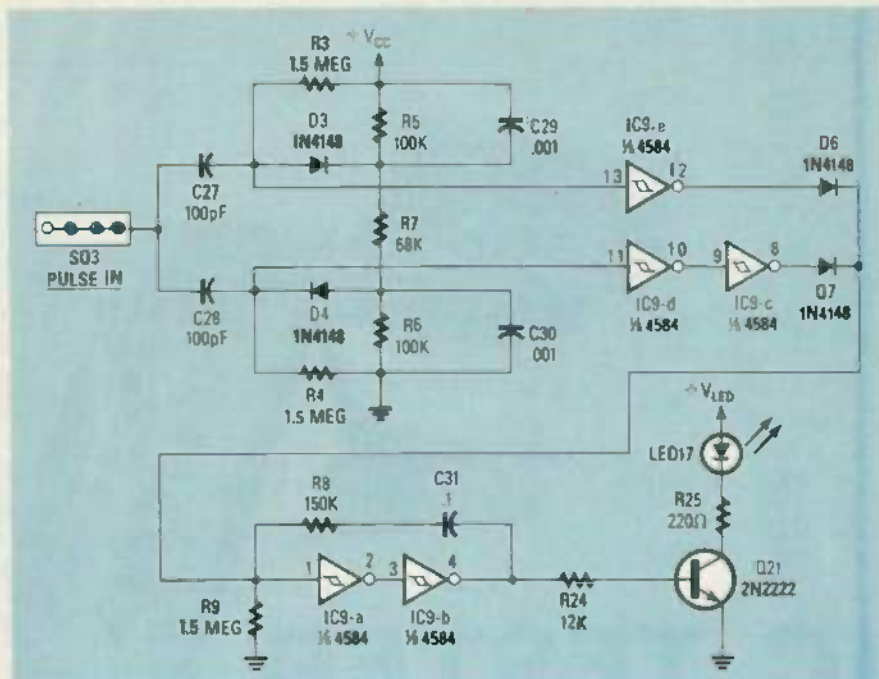 R3
1.5 MEG
+ VCC
D3
1N4148
R5
100K
C29
.001
IC9-e
⅙ 4584
13
12
D6
1N4148
C27
100pF
R7
68K
S03
PULSE IN
11
10
9
8
C28
100pF
D4
1N4148
R6
100K
C30
001
IC9-d
⅙ 4584
IC9-c
⅙ 4584
Q7
1N4148
R4
1.5 MEG
+ VLED
LED17
R8
150K
C31
.1
R25
220Ω
1
2
3
4
R24
12K
Q21
2N2222
R9
1.5 MEG
IC9-a
⅙ 4584
IC9-b
⅙ 4584